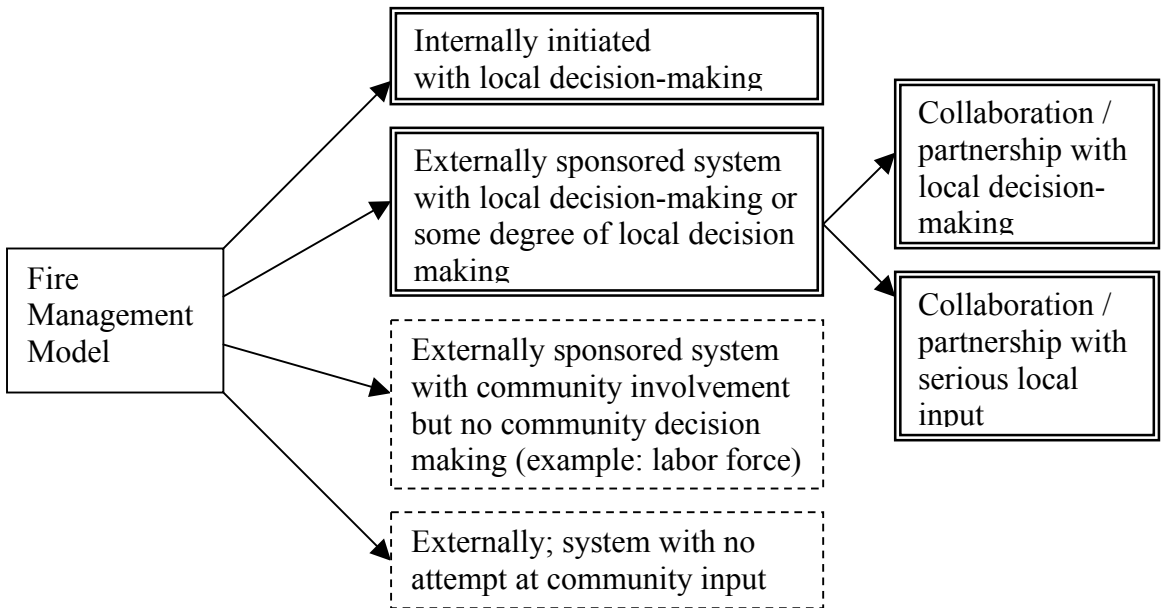 Internally initiated
with local decision-making
Externally sponsored system
with local decision-making or
some degree of local decision
making
Collaboration /
partnership with
local decision-
making
Collaboration /
partnership with
serious local
input
Fire
Management
Model
Externally sponsored system
with community involvement
but no community decision
making (example: labor force)
Externally; system with no
attempt at community input